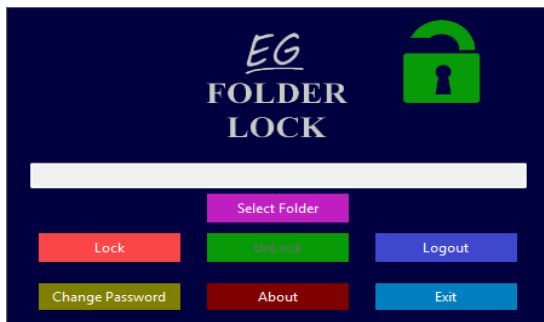 EG
FOLDER
LOCK
Select Folder
Lock UnLock Logout
Change Password About Exit